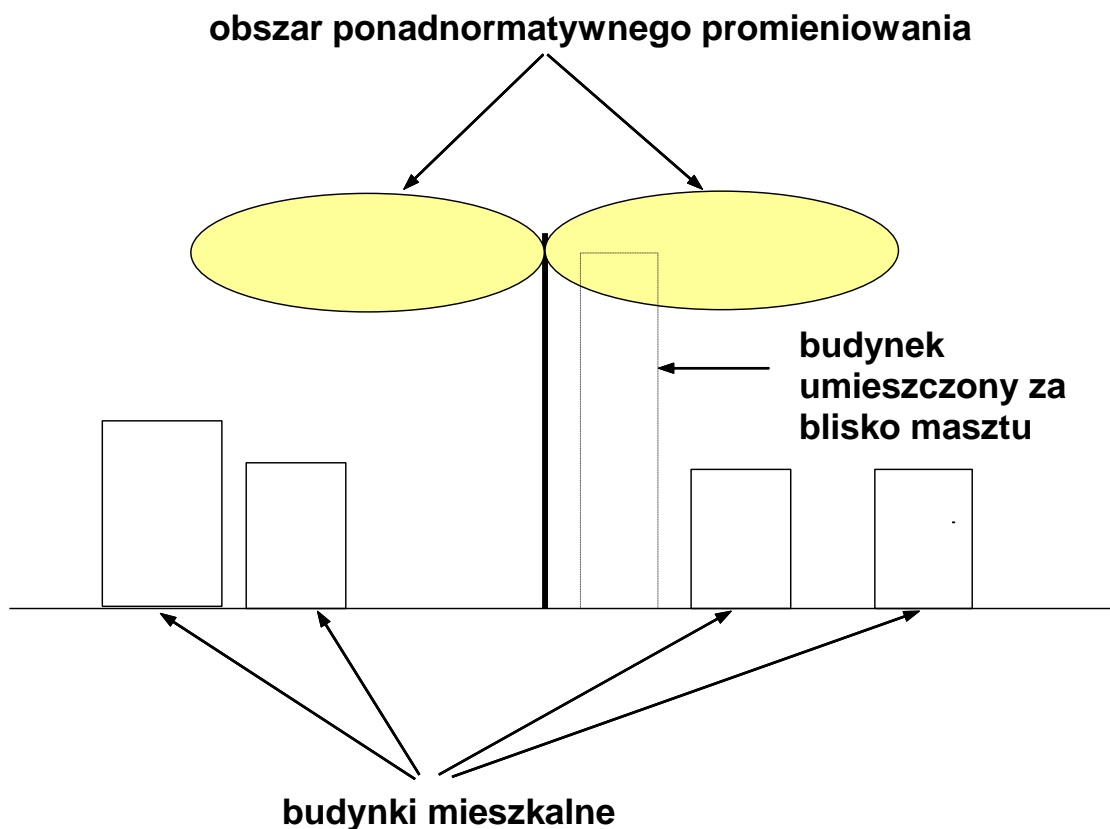 obszar ponadnormatywnego promieniowania
budynek
umieszczony za
blisko masztu
budynki mieszkalne